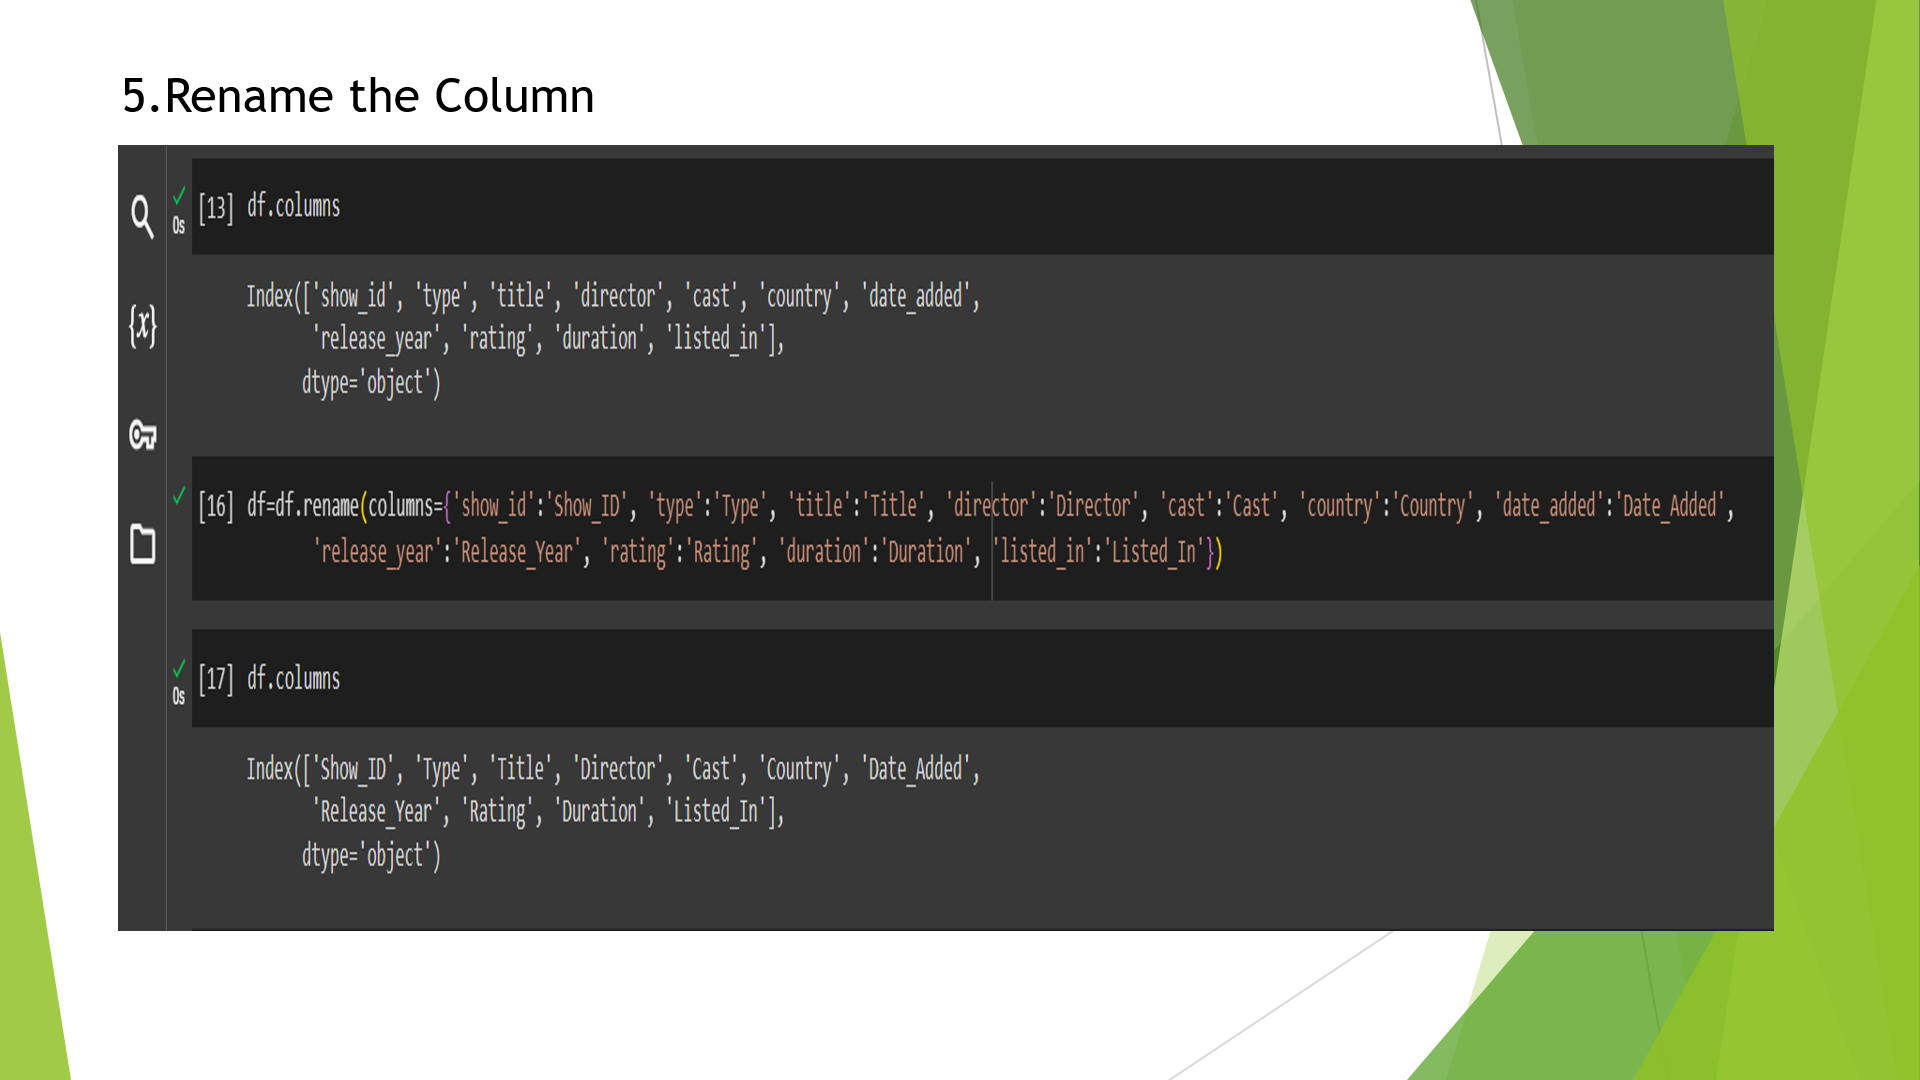 5.Rename the Column
[13] df.columns
0s
Index(['show_id', 'type', 'title', 'director', 'cast', 'country', 'date_added',
'release_year', 'rating', 'duration', 'listed_in'],
dtype='object')
{x}
[16] df=df.rename(columns={'show_id':'Show_ID', 'type':'Type', 'title':'Title', 'director':'Director', 'cast':'Cast', 'country':'Country', 'date_added':'Date_Added',
'release_year':'Release_Year', 'rating':'Rating', 'duration':'Duration', 'listed_in':'Listed_In'})
[17] df.columns
0s
Index(['Show_ID', 'Type', 'Title', 'Director', 'Cast', 'Country', 'Date_Added',
'Release_Year', 'Rating', 'Duration', 'Listed_In'],
dtype='object')